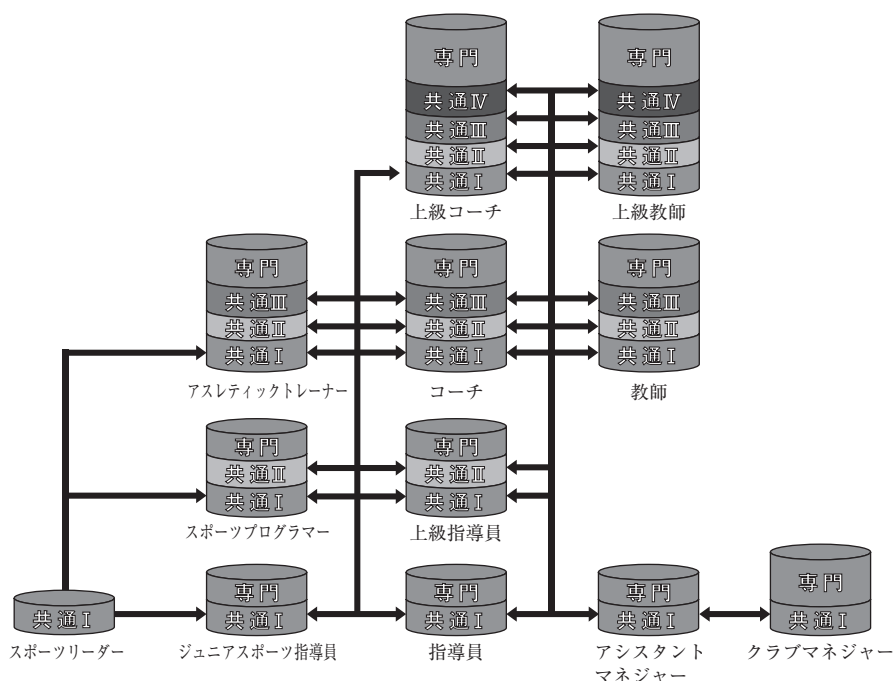 専門
共通Ⅳ
共通Ⅲ
共通Ⅱ
共通Ⅰ
上級コーチ
専門
共通Ⅳ
共通Ⅲ
共通Ⅱ
共通Ⅰ
上級教師
専門
共通Ⅲ
共通Ⅱ
共通Ⅰ
アスレティックトレーナー
専門
共通Ⅲ
共通Ⅱ
共通Ⅰ
コーチ
専門
共通Ⅲ
共通Ⅱ
共通Ⅰ
教師
専門
共通Ⅱ
共通Ⅰ
スポーツプログラマー
専門
共通Ⅱ
共通Ⅰ
上級指導員
共通Ⅰ
スポーツリーダー
専門
共通Ⅰ
ジュニアスポーツ指導員
専門
共通Ⅰ
指導員
専門
共通Ⅰ
アシスタント
マネジャー
専門
共通Ⅰ
クラブマネジャー